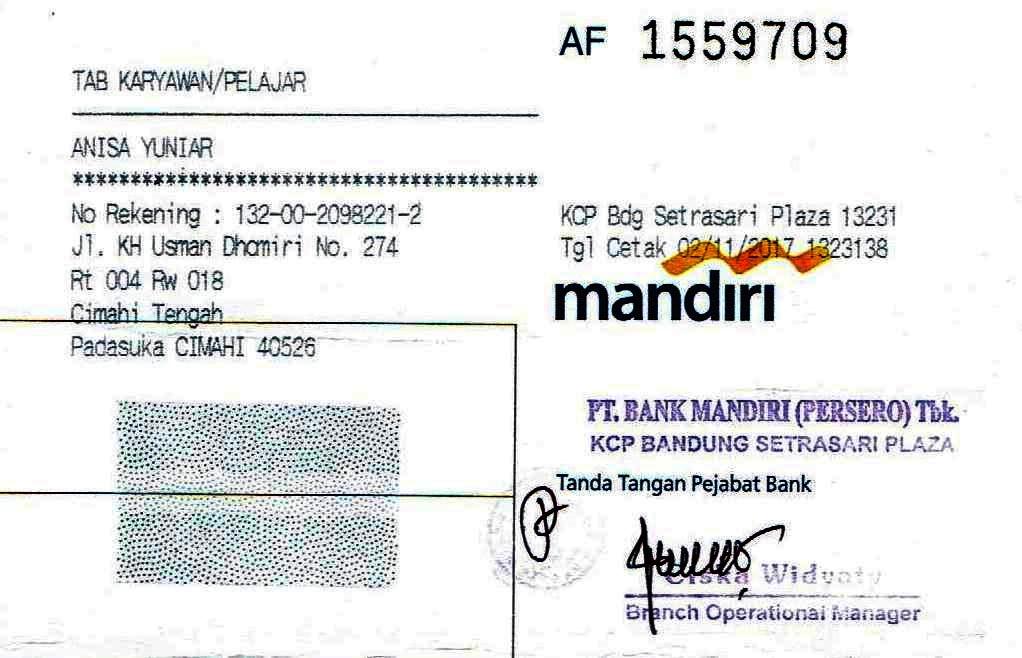 AF 1559709
TAB KARYAWAN/PELAJAR
ANISA YUNIAR
****************************************
No Rekening : 132-00-2098221-2
Jl. KH Usman Dhomiri No. 274
Rt 004 Rw 018
Cimahi Tengah
Padasuka CIMAHI 40526
KCP Bdg Setrasari Plaza 13231
Tgl Cetak 02/11/2017 1323138
mandiri
PT. BANK MANDIRI (PERSERO) Tbk.
KCP BANDUNG SETRASARI PLAZA
Tanda Tangan Pejabat Bank
Ciska Widyaty
Branch Operational Manager